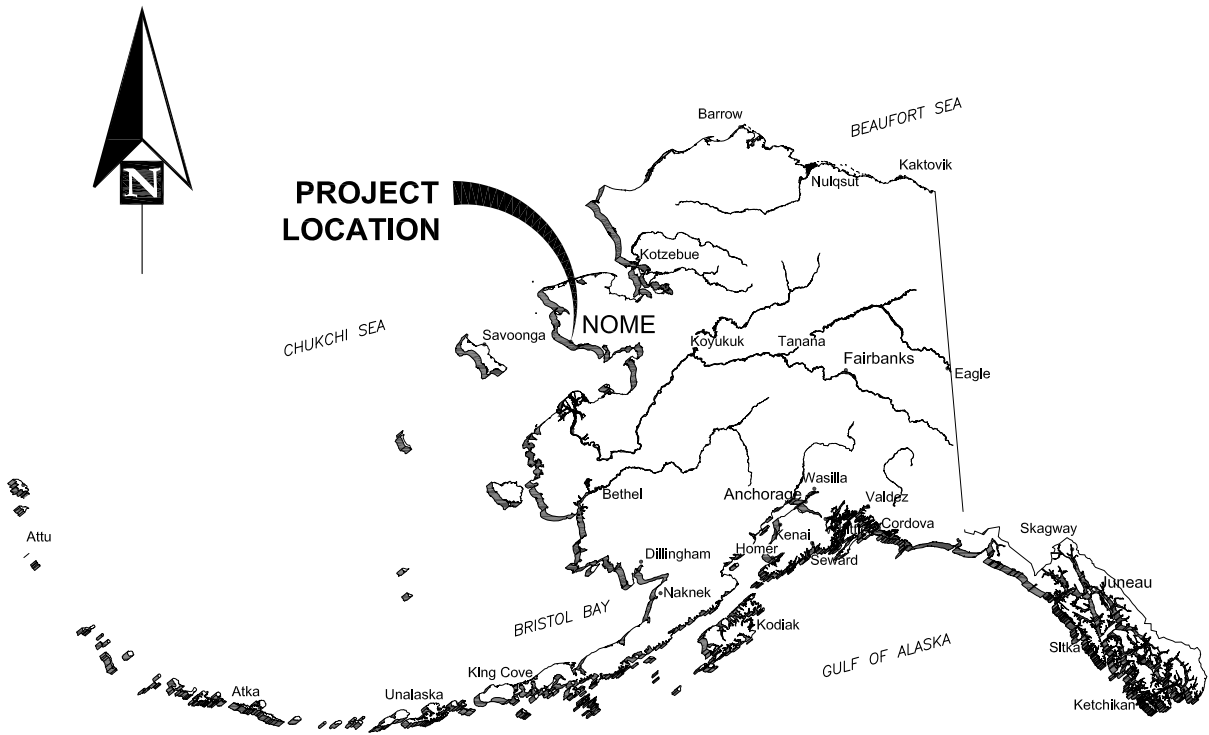 Barrow
BEAUFORT SEA
Kaktovik
Nulqsut
N
PROJECT
LOCATION
Kotzebue
NOME
CHUKCHI SEA
Savoonga
Koyukuk
Tanana
Fairbanks
Eagle
Wasilla
Anchorage
Bethel
Valdez
Cordova
Skagway
Attu
Kenai
Homer
Dillingham
Seward
Juneau
Naknek
BRISTOL BAY
Kodiak
GULF OF ALASKA
SItka
KIng Cove
Atka
Unalaska
Ketchikan